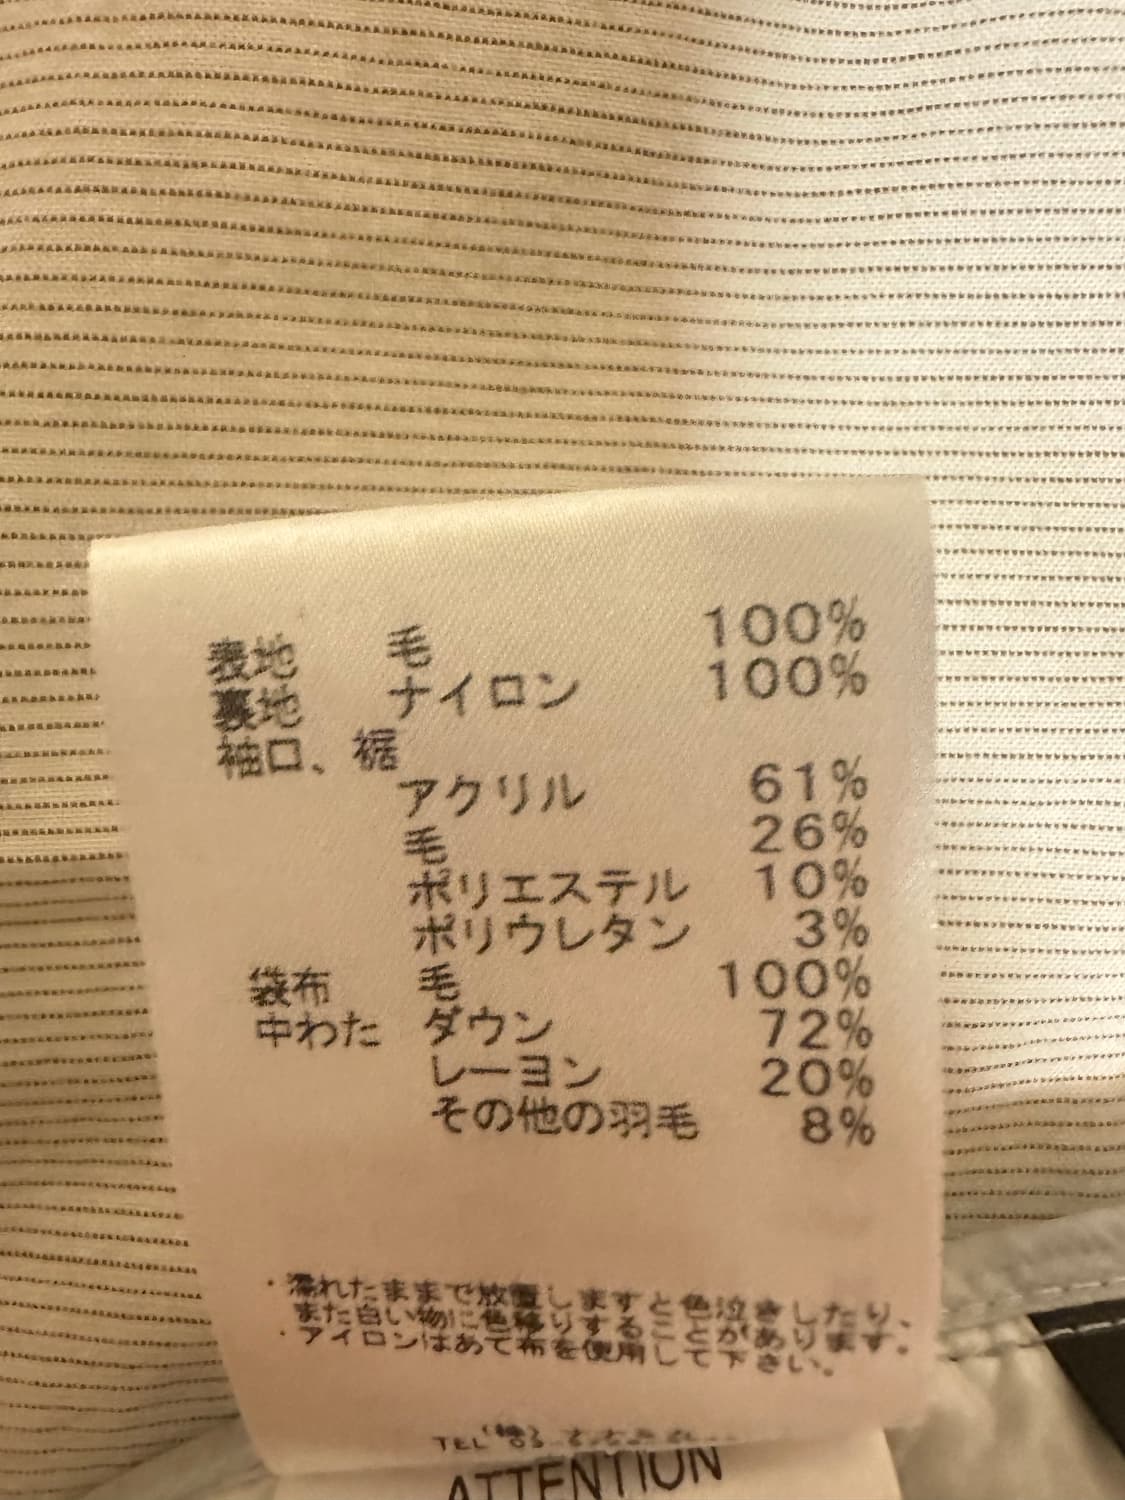 表地 毛 100%
裏地 ナイロン 100%
袖口、裾
アクリル 61%
毛 26%
ポリエステル 10%
ポリウレタン 3%
袋布 毛 100%
中わた ダウン 72%
レーヨン 20%
その他の羽毛 8%
・濡れたままで放置しますと色泣きしたり、
また白い物に色移りすることがあります。
・アイロンはあて布を使用して下さい。
TEL 03
ATTENTION